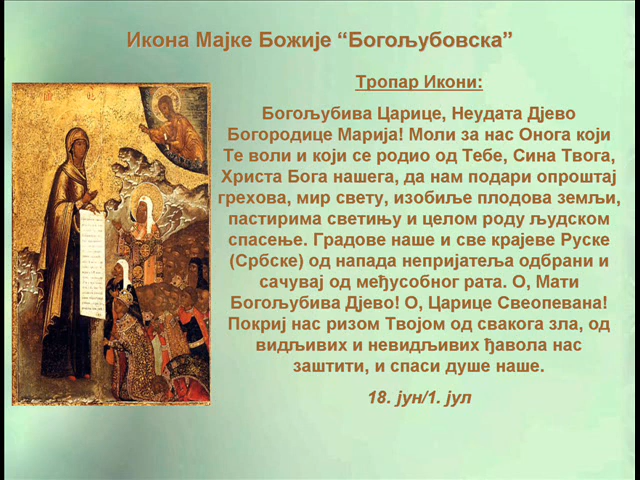 Икона Мајке Божије “Богољубовска”
Тропар Икони:
Богољубива Царице, Неудата Дјево
Богородице Марија! Моли за нас Онога који
Те воли и који се родио од Тебе, Сина Твога,
Христа Бога нашега, да нам подари опроштај
грехова, мир свету, изобиље плодова земљи,
пастирима светињу и целом роду људском
спасење. Градове наше и све крајеве Руске
(Србске) од напада непријатеља одбрани и
сачувај од међусобног рата. О, Мати
Богољубива Дјево! О, Царице Свеопевана!
Покриј нас ризом Твојом од свакога зла, од
видљивих и невидљивих ђавола нас
заштити, и спаси душе наше.
18. јун/1. јул